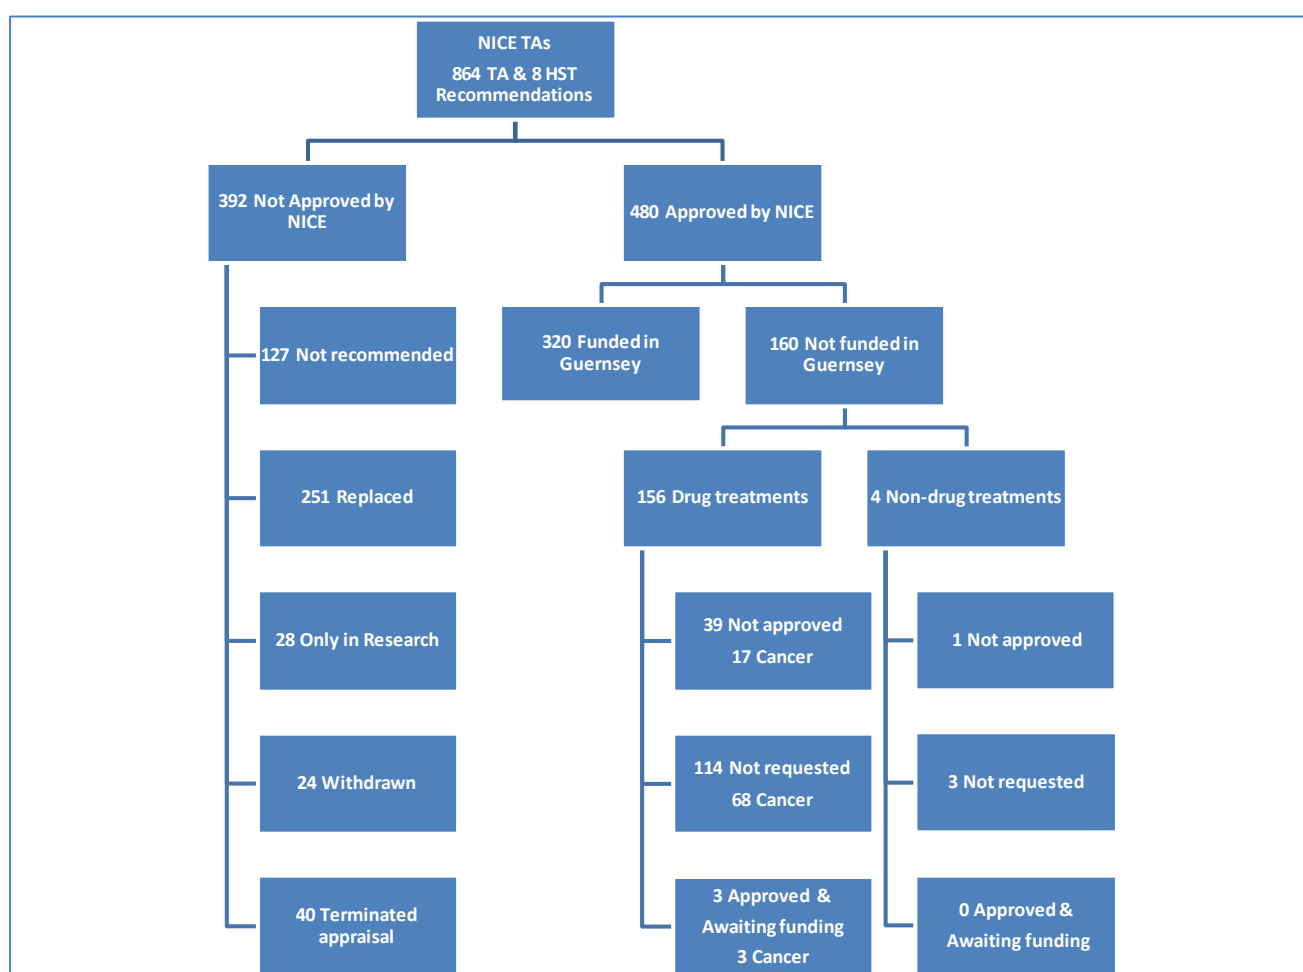 NICE TAs
864 TA & 8 HST
Recommendations
392 Not Approved by
NICE
480 Approved by NICE
127 Not recommended
320 Funded in
Guernsey
160 Not funded in
Guernsey
251 Replaced
156 Drug treatments
4 Non-drug treatments
28 Only in Research
39 Not approved
17 Cancer
1 Not approved
24 Withdrawn
114 Not requested
68 Cancer
3 Not requested
40 Terminated
appraisal
3 Approved &
Awaiting funding
3 Cancer
0 Approved &
Awaiting funding